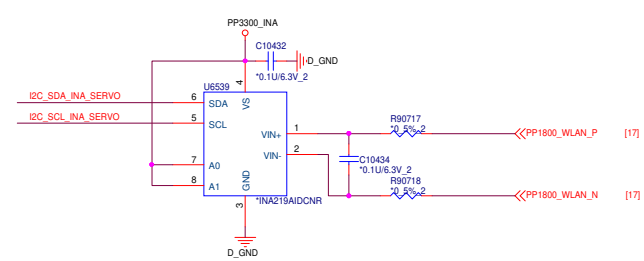 PP3300_INA
C10432
D_GND
*0.1U/6.3V_2
U6539
4
I2C_SDA_INA_SERVO
6
SDA
VS
I2C_SCL_INA_SERVO
5
SCL
VIN+
1
R90717
*0_5%_2
PP1800_WLAN_P
[17]
VIN-
2
C10434
*0.1U/6.3V_2
7
A0
R90718
*0_5%_2
8
A1
GND
PP1800_WLAN_N
[17]
*INA219AIDCNR
3
D_GND